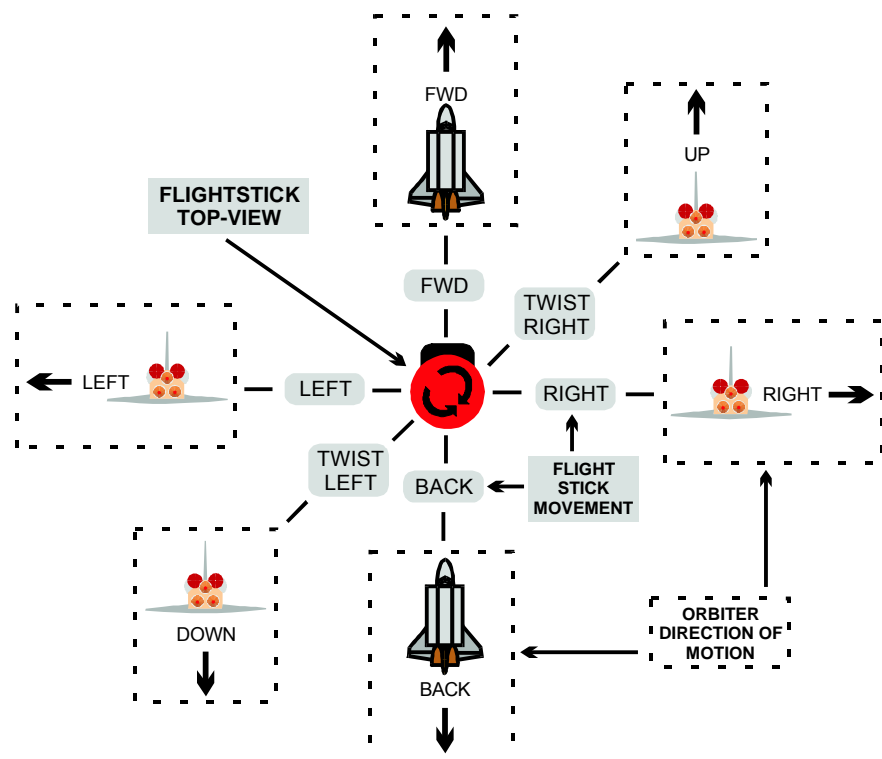 FWD
UP
FLIGHTSTICK
TOP-VIEW
FWD
TWIST
RIGHT
LEFT
LEFT
RIGHT
RIGHT
TWIST
LEFT
BACK
FLIGHT
STICK
MOVEMENT
DOWN
ORBITER
DIRECTION OF
MOTION
BACK